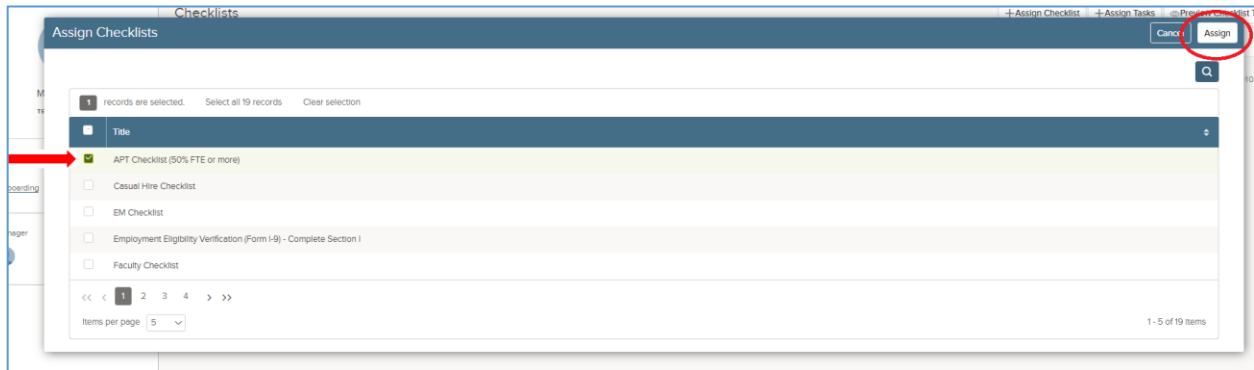 Checklists
+Assign Checklist +Assign Tasks Preview Checklist T
Assign Checklists
Cancel Assign
M
TE
1 records are selected. Select all 19 records Clear selection
Title
APT Checklist (50% FTE or more)
Casual Hire Checklist
boarding
EM Checklist
nager
Employment Eligibility Verification (Form I-9) - Complete Section I
Faculty Checklist
<< < 1 2 3 4 > >>
Items per page 5
1 - 5 of 19 Items